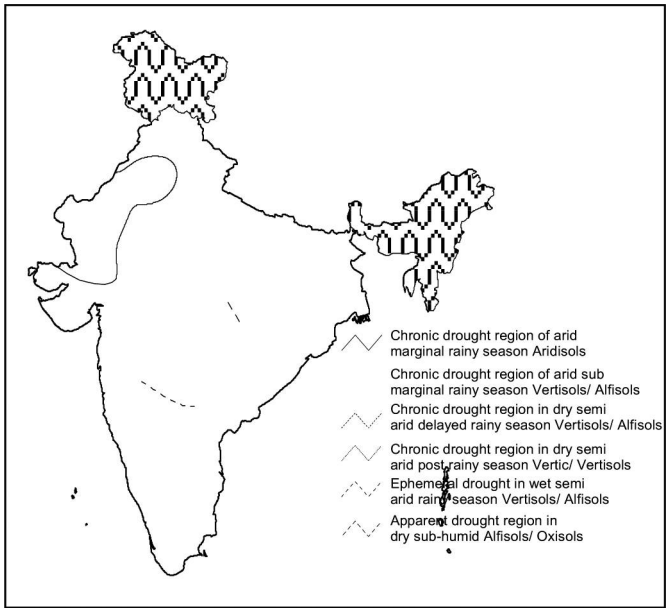 Chronic drought region of arid
marginal rainy season Aridisols
Chronic drought region of arid sub
marginal rainy season Vertisols/ Alfisols
Chronic drought region in dry semi
arid delayed rainy season Vertisols/ Alfisols
Chronic drought region in dry semi
arid post rainy season Vertic/ Vertisols
Ephemeral drought in wet semi
arid rainy season Vertisols/ Alfisols
Apparent drought region in
dry sub-humid Alfisols/ Oxisols